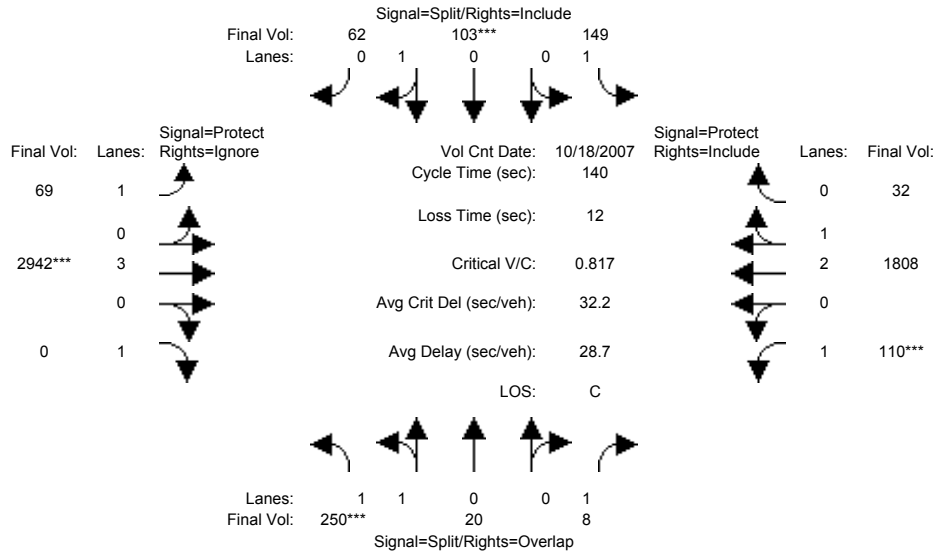 Signal=Split/Rights=Include
Final Vol: 62 103*** 149
Lanes: 0 1 0 0 1
Signal=Protect
Final Vol: Lanes: Rights=Ignore
Vol Cnt Date: 10/18/2007
Signal=Protect
Rights=Include Lanes: Final Vol:
Cycle Time (sec): 140
69 1
0 32
Loss Time (sec): 12
0
1
2942*** 3
Critical V/C: 0.817
2 1808
0
Avg Crit Del (sec/veh): 32.2
0
0 1
Avg Delay (sec/veh): 28.7
1 110***
LOS: C
Lanes: 1 1 0 0 1
Final Vol: 250*** 20 8
Signal=Split/Rights=Overlap